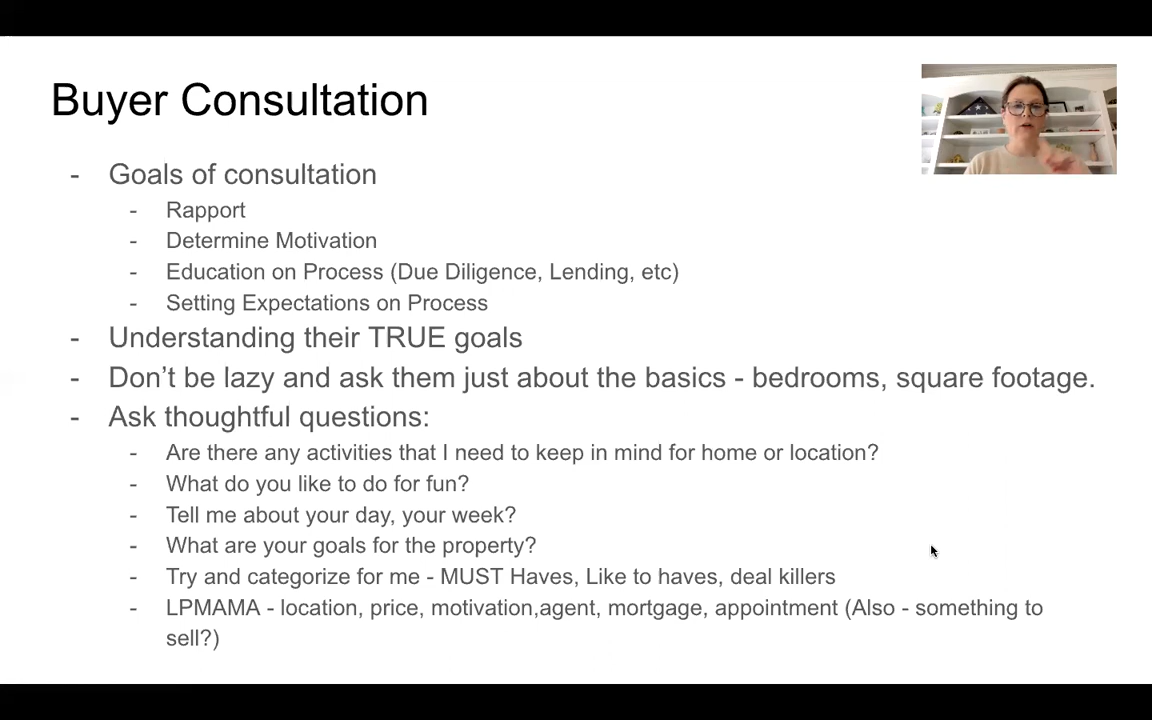 Buyer Consultation
- Goals of consultation
- Rapport
- Determine Motivation
- Education on Process (Due Diligence, Lending, etc)
- Setting Expectations on Process
- Understanding their TRUE goals
- Don’t be lazy and ask them just about the basics - bedrooms, square footage.
- Ask thoughtful questions:
- Are there any activities that I need to keep in mind for home or location?
- What do you like to do for fun?
- Tell me about your day, your week?
- What are your goals for the property?
- Try and categorize for me - MUST Haves, Like to haves, deal killers
- LPMAMA - location, price, motivation,agent, mortgage, appointment (Also - something to
sell?)